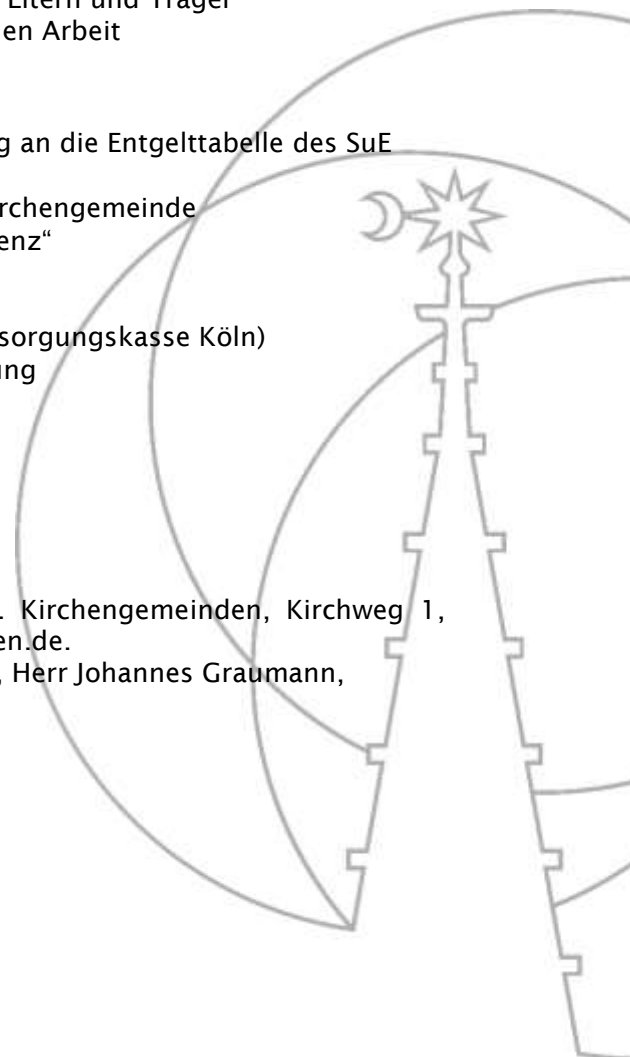 Eltern und Träger
en Arbeit
g an die Entgelttabelle des SuE
irchengemeinde
enz“
sorgungskasse Köln)
ung
. Kirchengemeinden, Kirchweg 1,
en.de.
, Herr Johannes Graumann,